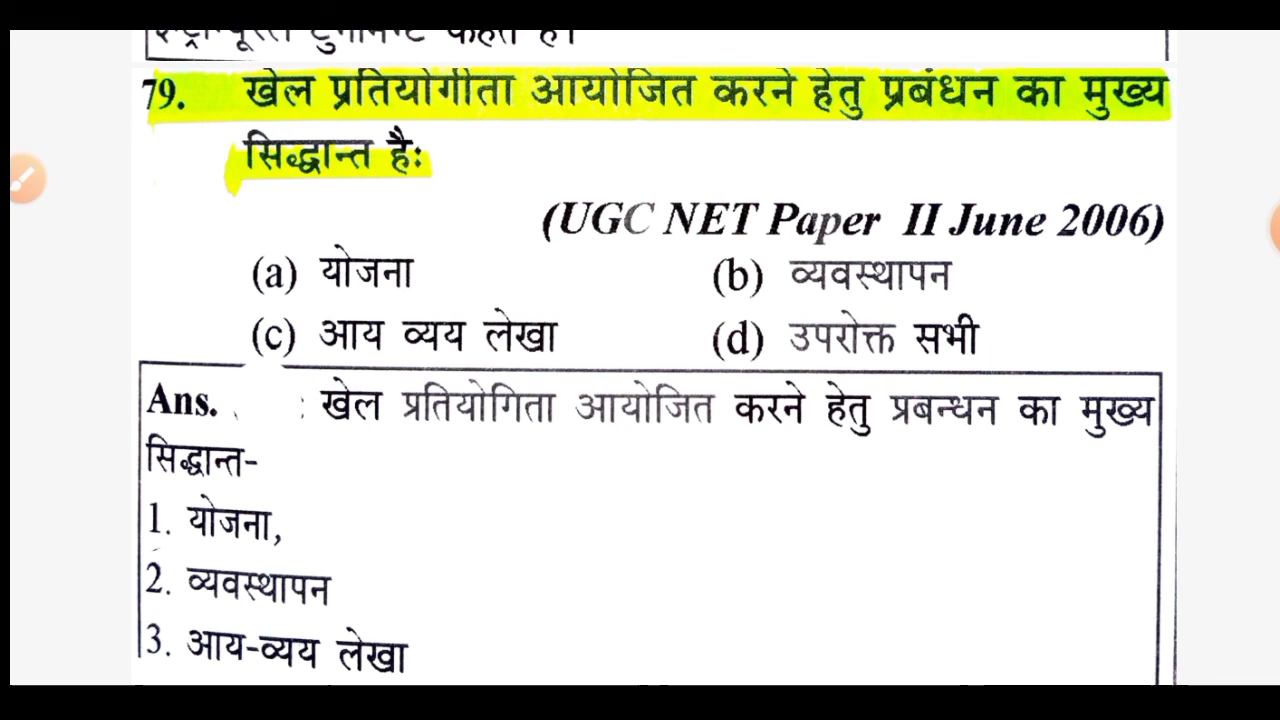 79. खेल प्रतियोगीता आयोजित करने हेतु प्रबंधन का मुख्य
सिद्धान्त है:
(UGC NET Paper II June 2006)
(a) योजना (b) व्यवस्थापन
(c) आय व्यय लेखा (d) उपरोक्त सभी
Ans. : खेल प्रतियोगिता आयोजित करने हेतु प्रबन्धन का मुख्य
सिद्धान्त-
1. योजना,
2. व्यवस्थापन
3. आय-व्यय लेखा